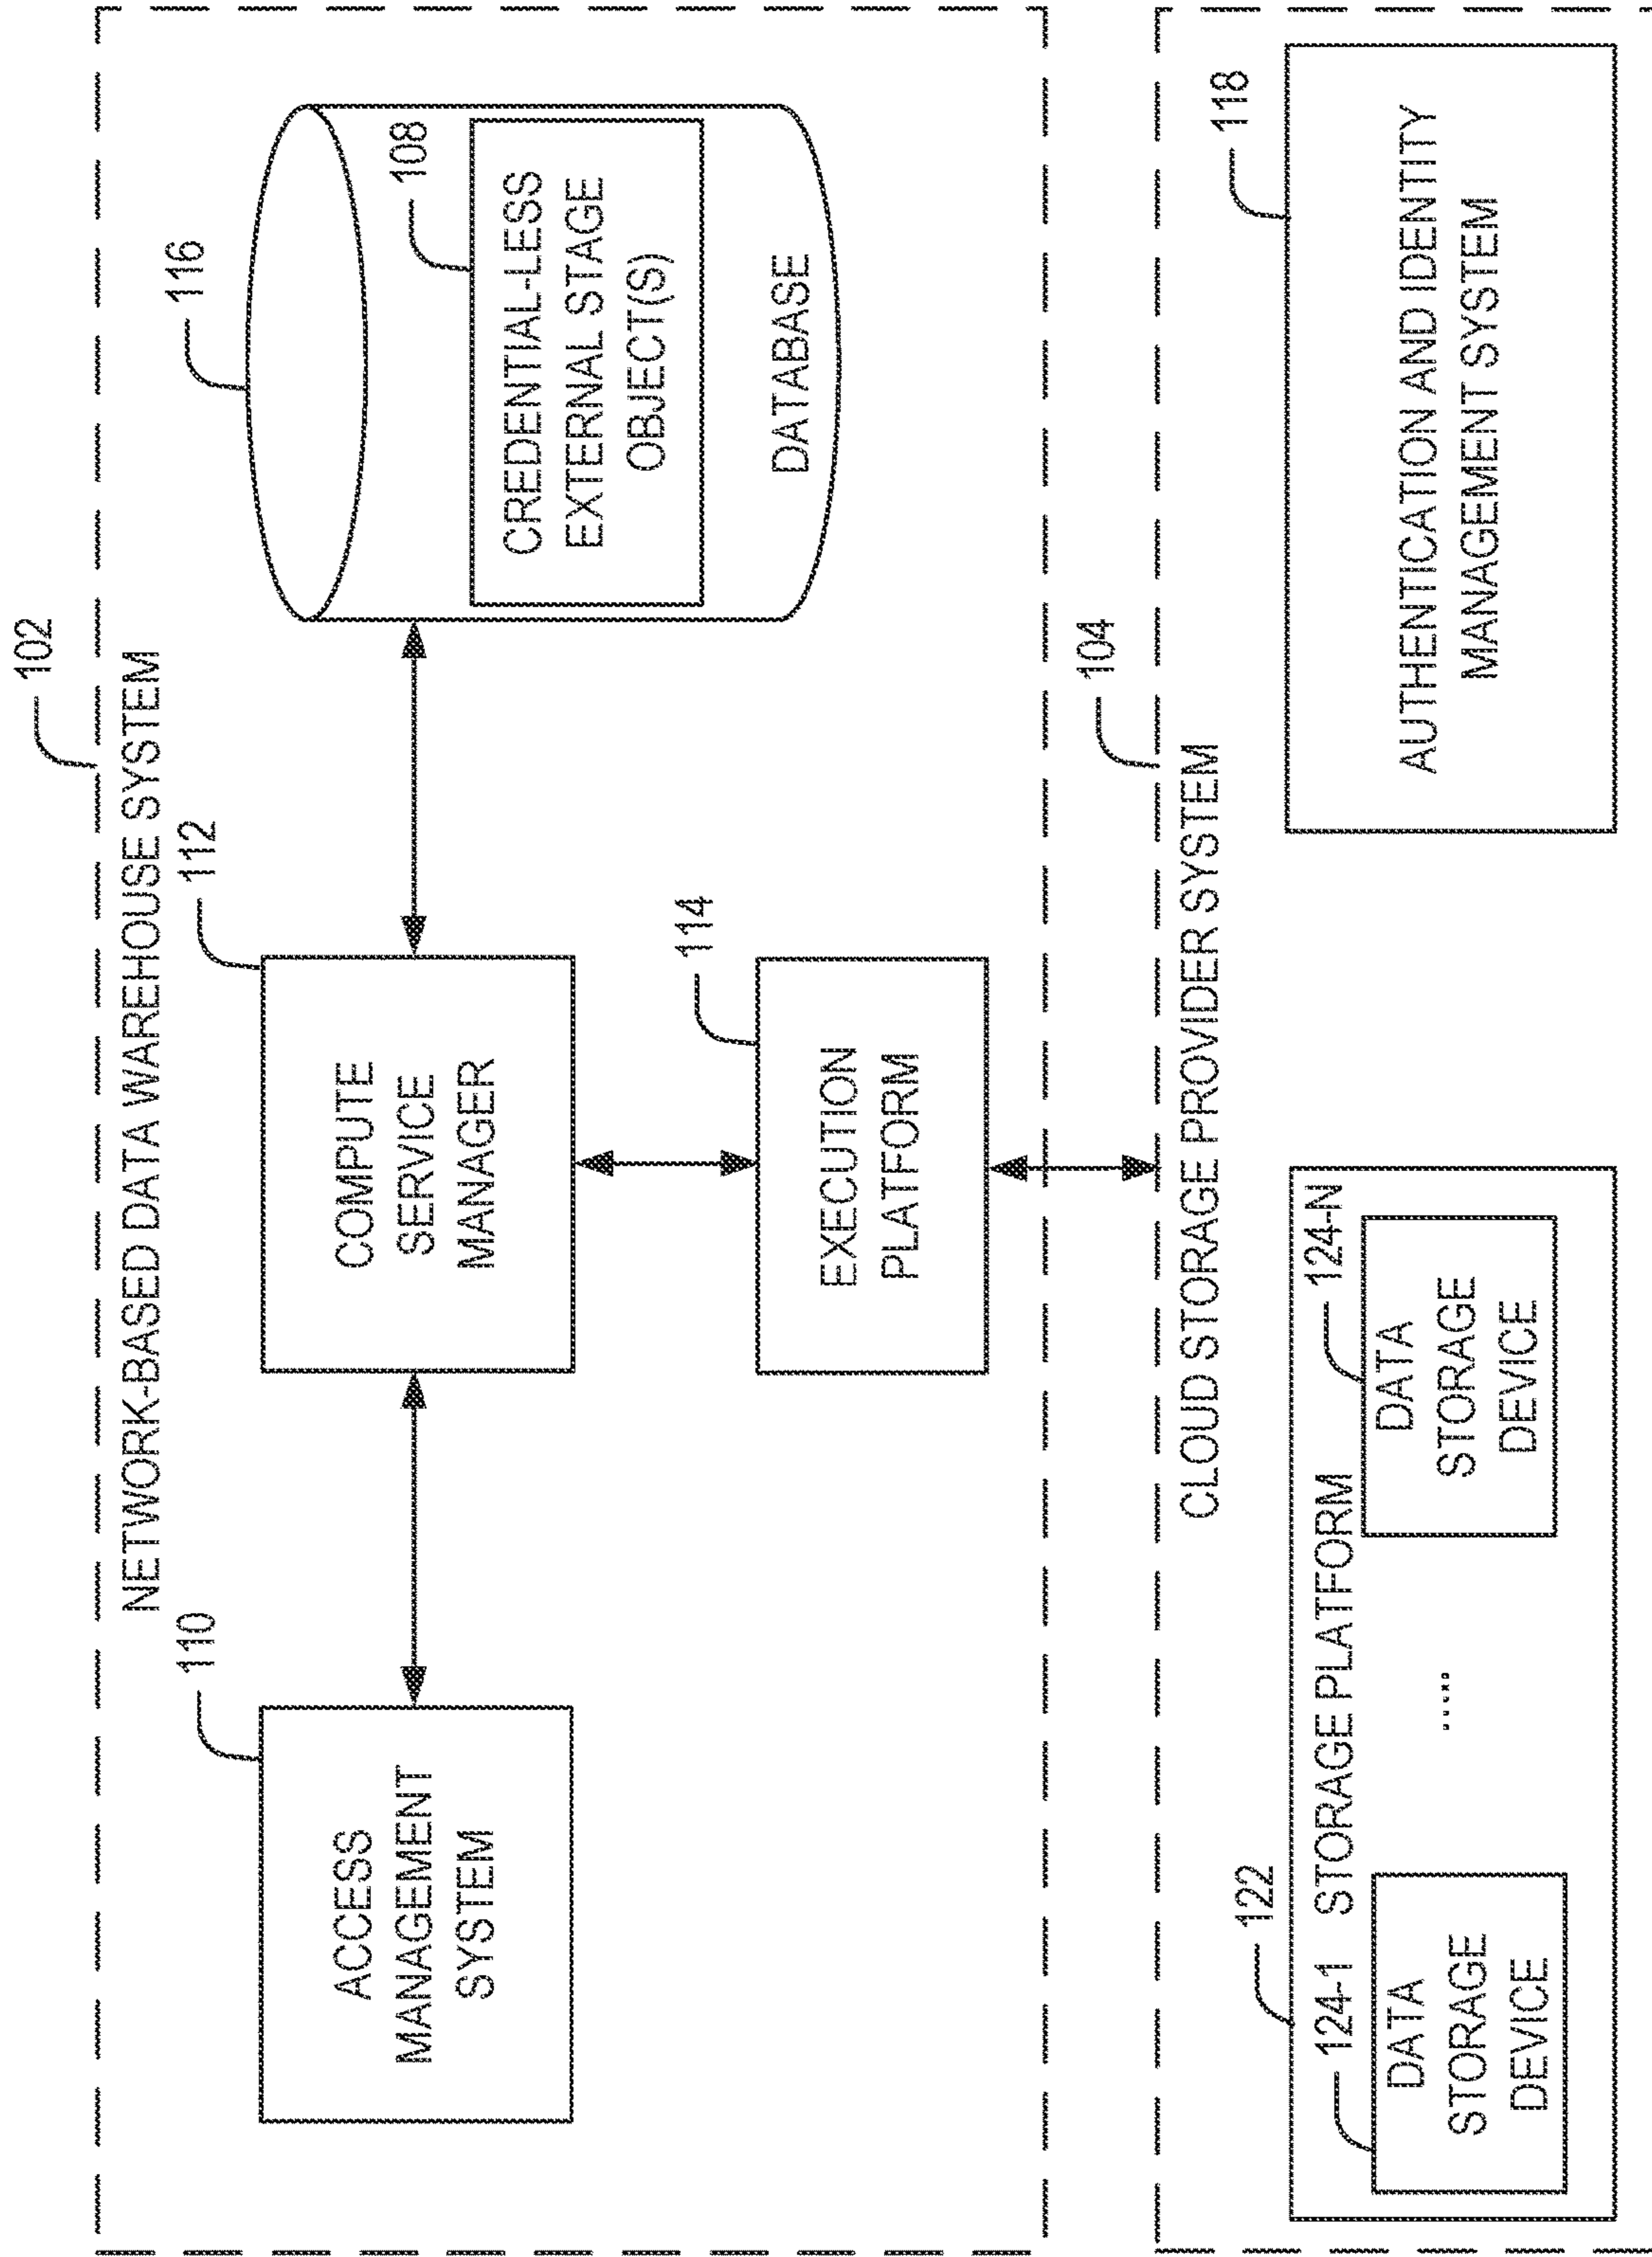 102
NETWORK-BASED DATA WAREHOUSE SYSTEM
110
ACCESS
MANAGEMENT
SYSTEM
112
COMPUTE
SERVICE
MANAGER
116
108
CREDENTIAL-LESS
EXTERNAL STAGE
OBJECT(S)
DATABASE
114
EXECUTION
PLATFORM
104
CLOUD STORAGE PROVIDER SYSTEM
122
124-1 STORAGE PLATFORM
124-N
DATA
STORAGE
DEVICE
....
DATA
STORAGE
DEVICE
118
AUTHENTICATION AND IDENTITY
MANAGEMENT SYSTEM